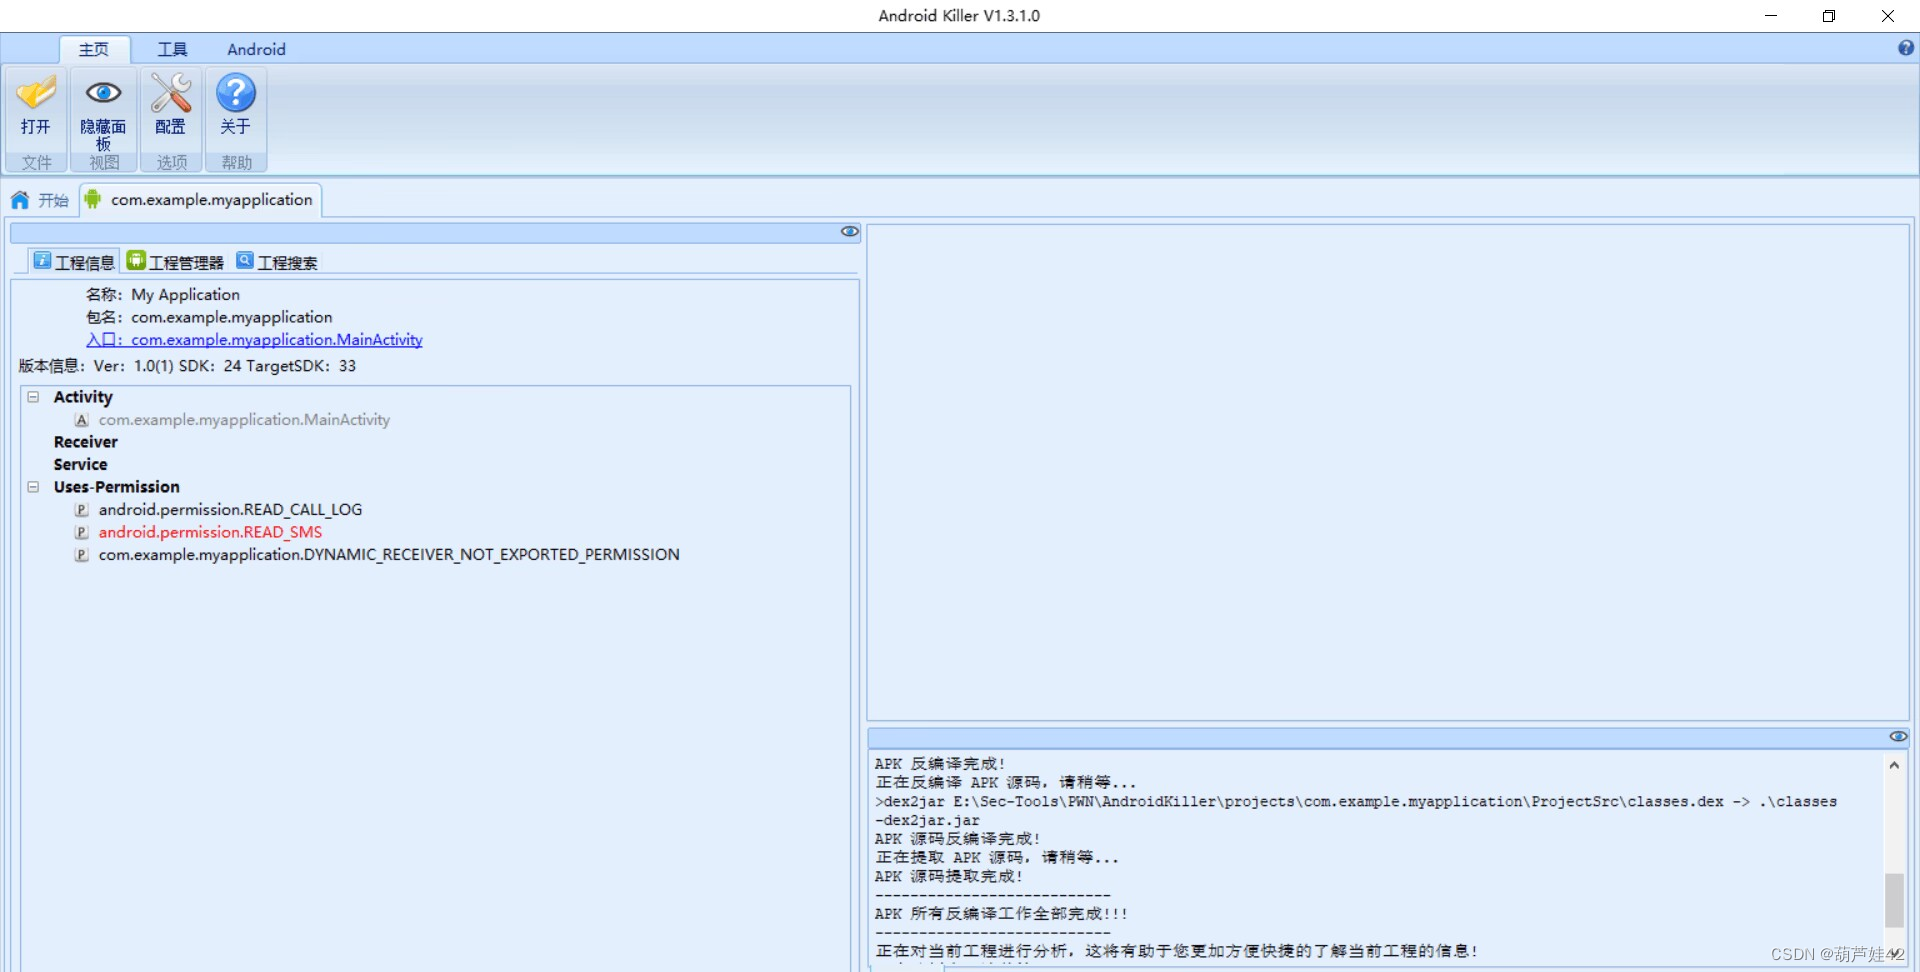 Android Killer V1.3.1.0
主页 工具 Android
打开 隐藏面板 配置 关于
文件 视图 选项 帮助
开始 com.example.myapplication
工程信息 工程管理器 工程搜索
名称：My Application
包名：com.example.myapplication
入口：com.example.myapplication.MainActivity
版本信息：Ver：1.0(1) SDK：24 TargetSDK：33
Activity
A com.example.myapplication.MainActivity
Receiver
Service
Uses-Permission
P android.permission.READ_CALL_LOG
P android.permission.READ_SMS
P com.example.myapplication.DYNAMIC_RECEIVER_NOT_EXPORTED_PERMISSION
APK 反编译完成!
正在反编译 APK 源码，请稍等...
>dex2jar E:\Sec-Tools\PWN\AndroidKiller\projects\com.example.myapplication\ProjectSrc\classes.dex -> .\classes
-dex2jar.jar
APK 源码反编译完成!
正在提取 APK 源码，请稍等...
APK 源码提取完成!
---------------------------
APK 所有反编译工作全部完成!!!
---------------------------
正在对当前工程进行分析，这将有助于您更加方便快捷的了解当前工程的信息!
CSDN @葫芦娃42